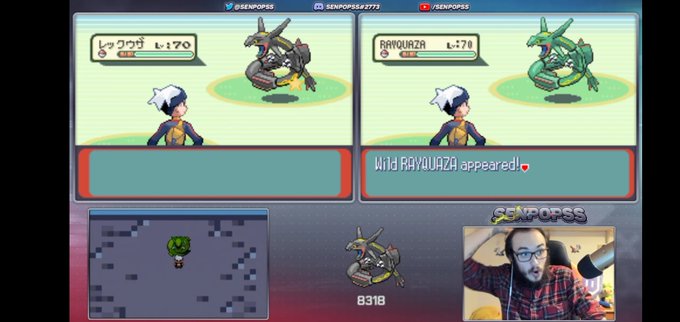 @SENPOPSS
SENPOPSS#2773
/SENPOPSS
レックウザ Lv:70
RAYQUAZA Lv:70
Wild RAYQUAZA appeared!
SENPOPSS
8318